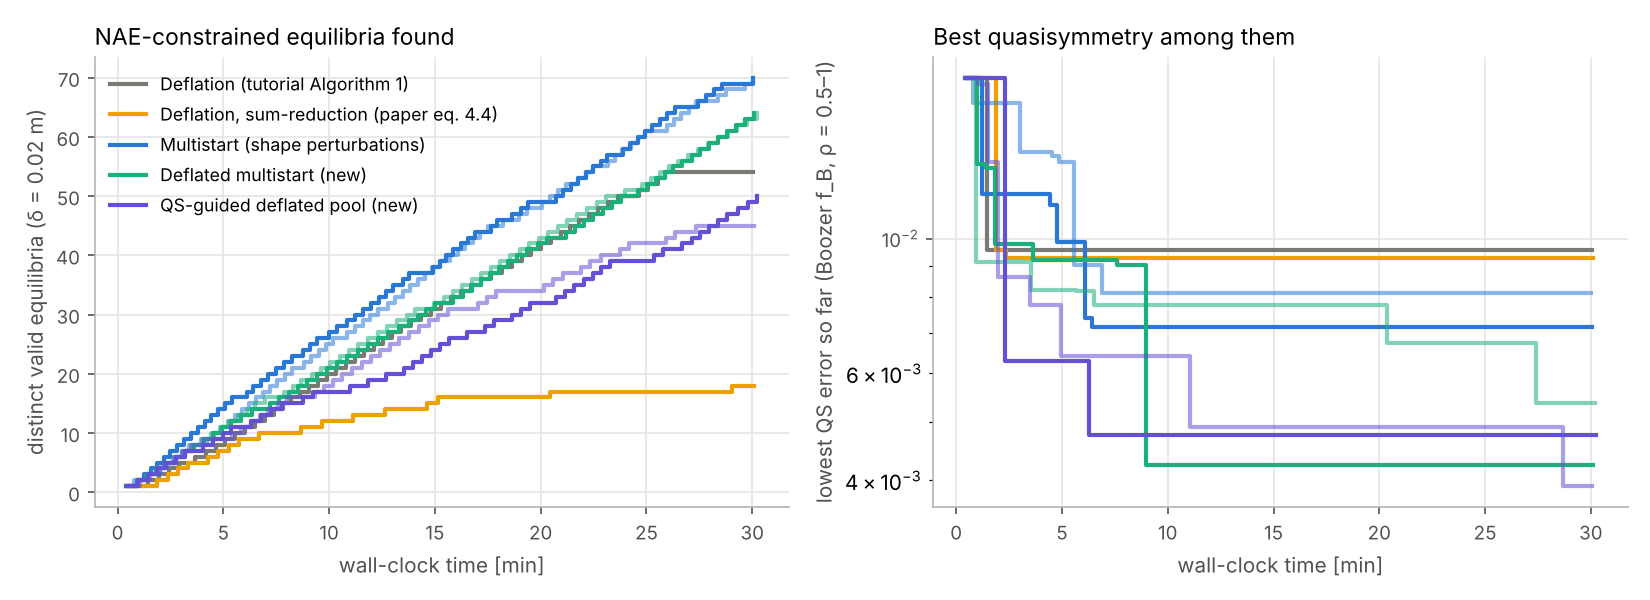 NAE-constrained equilibria found
distinct valid equilibria (δ = 0.02 m)
70
60
50
40
30
20
10
0
Deflation (tutorial Algorithm 1)
Deflation, sum-reduction (paper eq. 4.4)
Multistart (shape perturbations)
Deflated multistart (new)
QS-guided deflated pool (new)
0 5 10 15 20 25 30
wall-clock time [min]
Best quasisymmetry among them
lowest QS error so far (Boozer f_B, ρ = 0.5–1)
10⁻²
6 × 10⁻³
4 × 10⁻³
0 5 10 15 20 25 30
wall-clock time [min]